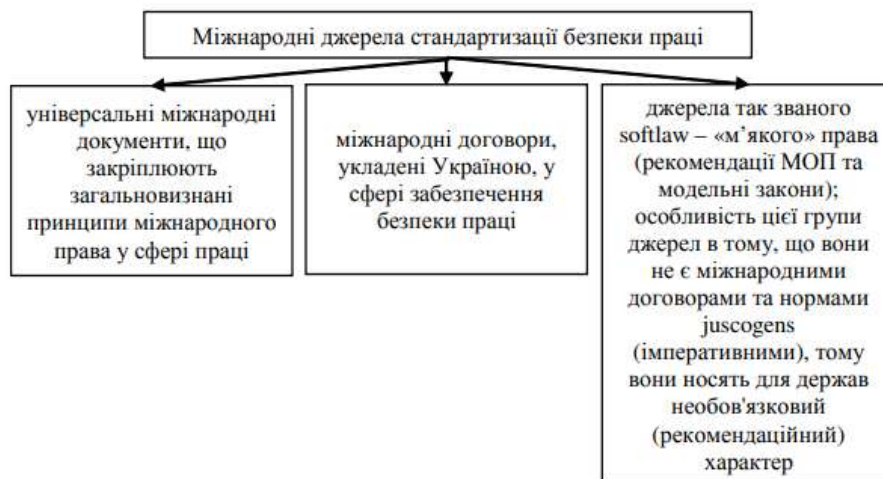 Міжнародні джерела стандартизації безпеки праці
універсальні міжнародні
документи, що
закріплюють
загальновизнані
принципи міжнародного
права у сфері праці
міжнародні договори,
укладені Україною, у
сфері забезпечення
безпеки праці
джерела так званого
softlaw – «м’якого» права
(рекомендації МОП та
модельні закони);
особливість цієї групи
джерел в тому, що вони
не є міжнародними
договорами та нормами
juscogens
(імперативними), тому
вони носять для держав
необов'язковий
(рекомендаційний)
характер